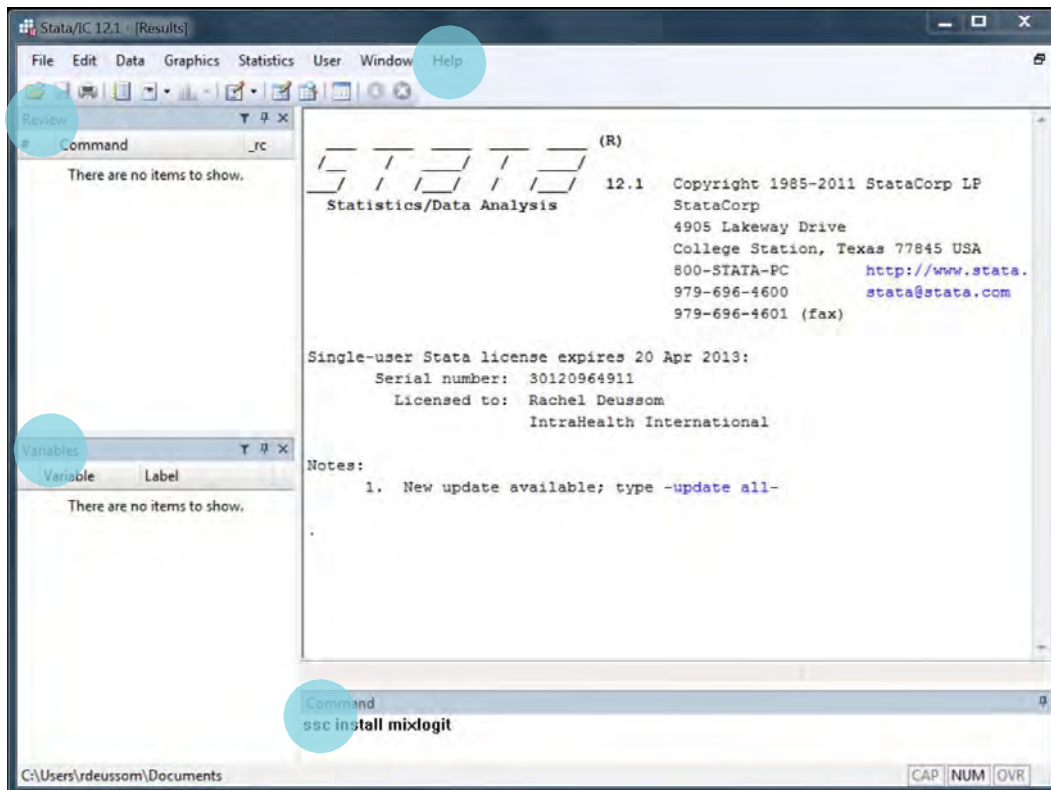 Stata/IC 12.1 - [Results]
File Edit Data Graphics Statistics User Window Help
Review
# Command _rc
There are no items to show.
(R)
STATA
12.1 Copyright 1985-2011 StataCorp LP
Statistics/Data Analysis StataCorp
4905 Lakeway Drive
College Station, Texas 77845 USA
800-STATA-PC http://www.stata.
979-696-4600 stata@stata.com
979-696-4601 (fax)
Single-user Stata license expires 20 Apr 2013:
Serial number: 30120964911
Licensed to: Rachel Deussom
IntraHealth International
Notes:
1. New update available; type -update all-
.
Variables
Variable Label
There are no items to show.
Command
ssc install mixlogit
C:\Users\rdeussom\Documents
CAP NUM OVR